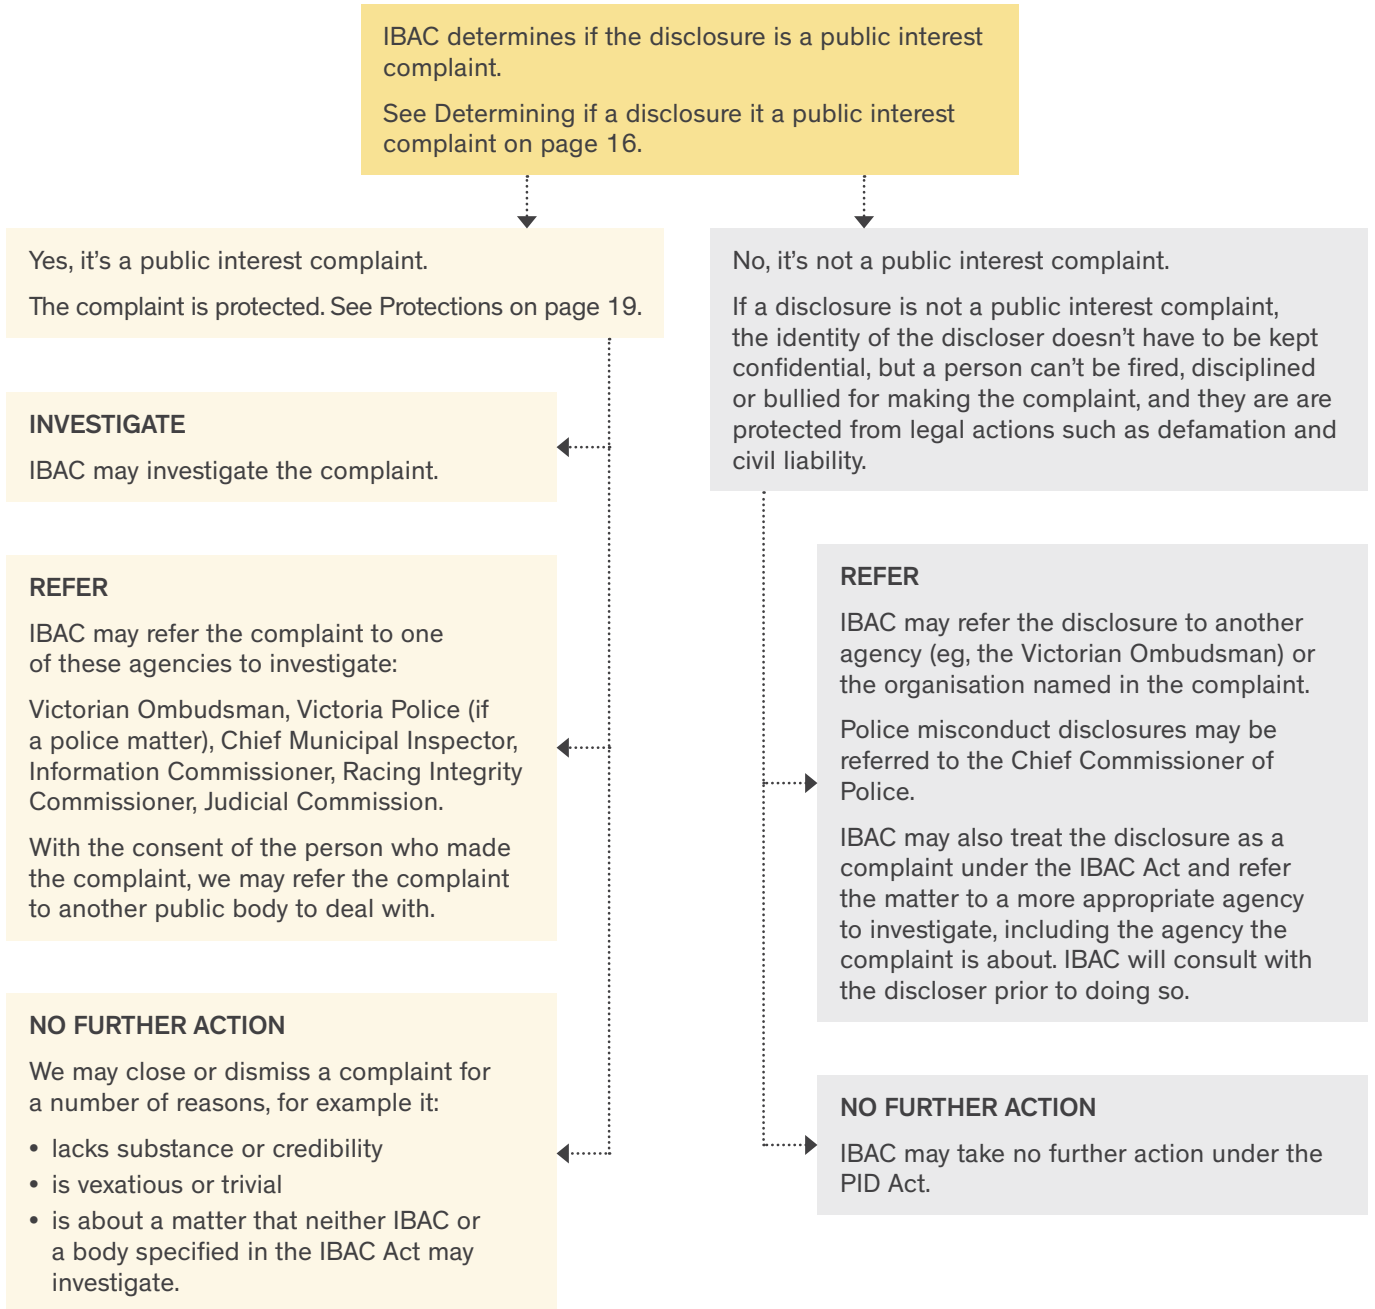 IBAC determines if the disclosure is a public interest
complaint.
See Determining if a disclosure it a public interest
complaint on page 16.
Yes, it’s a public interest complaint.
The complaint is protected. See Protections on page 19.
INVESTIGATE
IBAC may investigate the complaint.
REFER
IBAC may refer the complaint to one
of these agencies to investigate:
Victorian Ombudsman, Victoria Police (if
a police matter), Chief Municipal Inspector,
Information Commissioner, Racing Integrity
Commissioner, Judicial Commission.
With the consent of the person who made
the complaint, we may refer the complaint
to another public body to deal with.
NO FURTHER ACTION
We may close or dismiss a complaint for
a number of reasons, for example it:
• lacks substance or credibility
• is vexatious or trivial
• is about a matter that neither IBAC or
a body specified in the IBAC Act may
investigate.
No, it’s not a public interest complaint.
If a disclosure is not a public interest complaint,
the identity of the discloser doesn’t have to be kept
confidential, but a person can’t be fired, disciplined
or bullied for making the complaint, and they are are
protected from legal actions such as defamation and
civil liability.
REFER
IBAC may refer the disclosure to another
agency (eg, the Victorian Ombudsman) or
the organisation named in the complaint.
Police misconduct disclosures may be
referred to the Chief Commissioner of
Police.
IBAC may also treat the disclosure as a
complaint under the IBAC Act and refer
the matter to a more appropriate agency
to investigate, including the agency the
complaint is about. IBAC will consult with
the discloser prior to doing so.
NO FURTHER ACTION
IBAC may take no further action under the
PID Act.